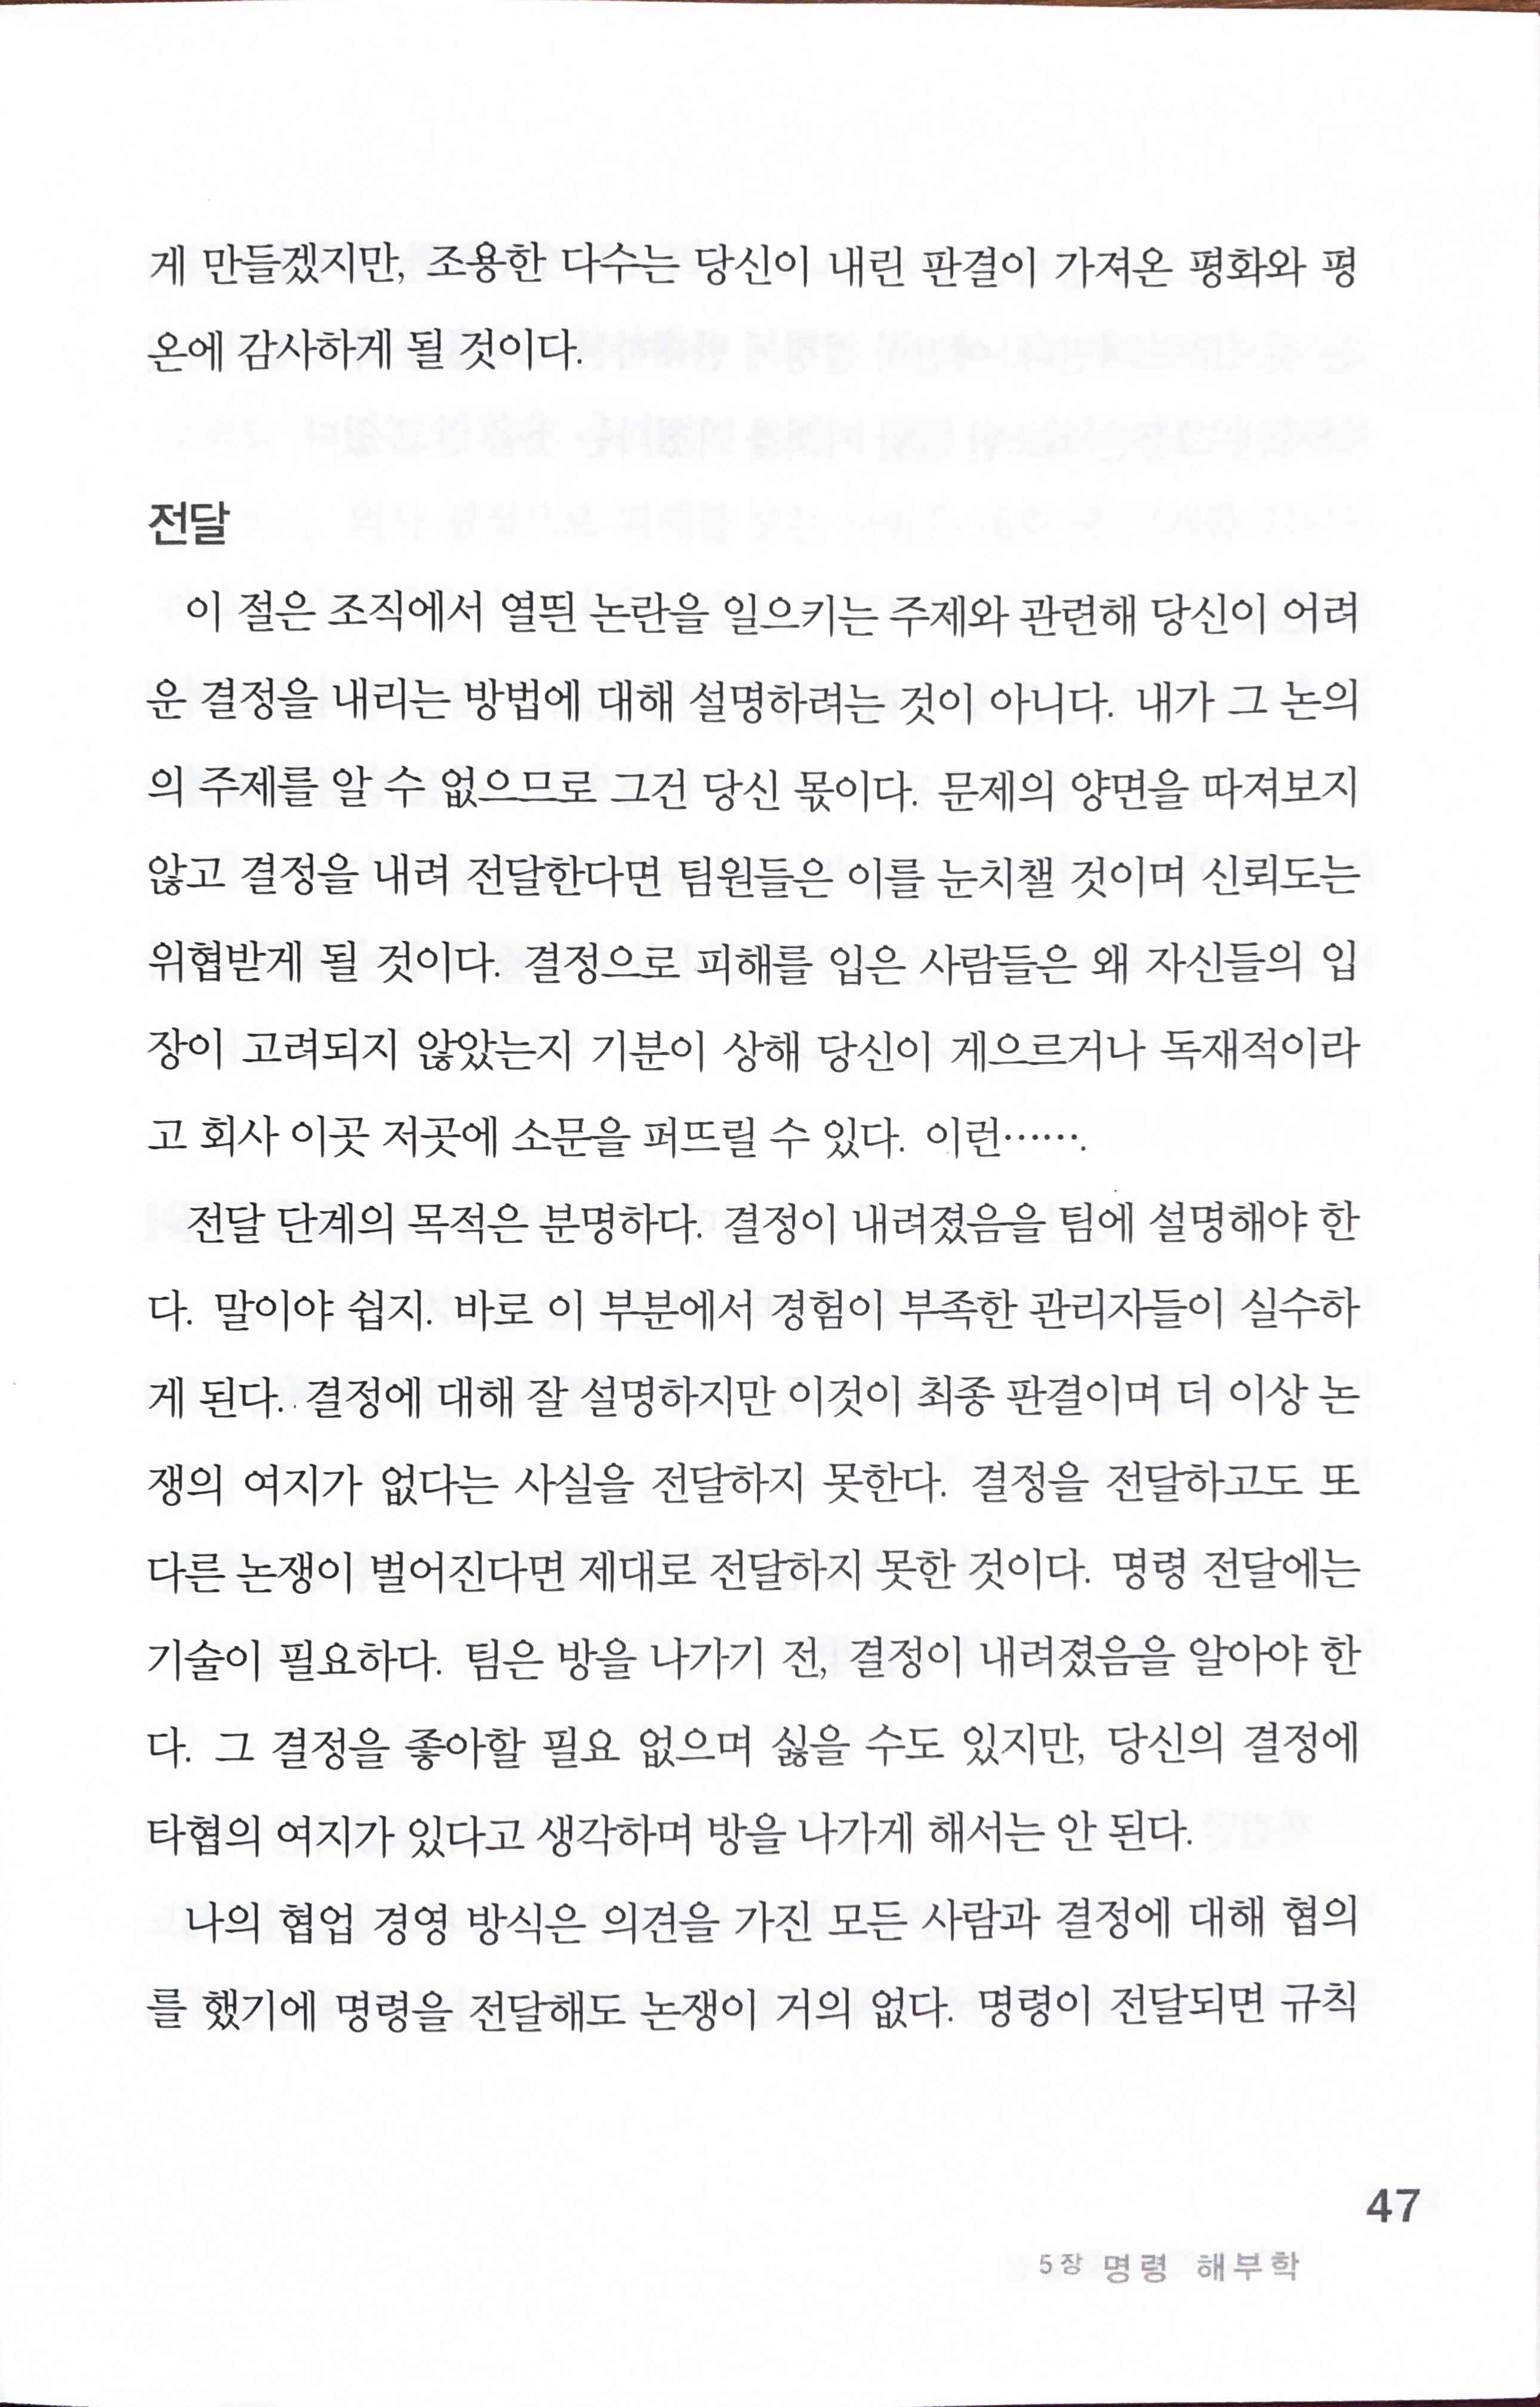 게 만들겠지만, 조용한 다수는 당신이 내린 판결이 가져온 평화와 평
온에 감사하게 될 것이다.
전달
이 절은 조직에서 열띤 논란을 일으키는 주제와 관련해 당신이 어려
운 결정을 내리는 방법에 대해 설명하려는 것이 아니다. 내가 그 논의
의 주제를 알 수 없으므로 그건 당신 몫이다. 문제의 양면을 따져보지
않고 결정을 내려 전달한다면 팀원들은 이를 눈치챌 것이며 신뢰도는
위협받게 될 것이다. 결정으로 피해를 입은 사람들은 왜 자신들의 입
장이 고려되지 않았는지 기분이 상해 당신이 게으르거나 독재적이라
고 회사 이곳 저곳에 소문을 퍼뜨릴 수 있다. 이런…….
전달 단계의 목적은 분명하다. 결정이 내려졌음을 팀에 설명해야 한
다. 말이야 쉽지. 바로 이 부분에서 경험이 부족한 관리자들이 실수하
게 된다. 결정에 대해 잘 설명하지만 이것이 최종 판결이며 더 이상 논
쟁의 여지가 없다는 사실을 전달하지 못한다. 결정을 전달하고도 또
다른 논쟁이 벌어진다면 제대로 전달하지 못한 것이다. 명령 전달에는
기술이 필요하다. 팀은 방을 나가기 전, 결정이 내려졌음을 알아야 한
다. 그 결정을 좋아할 필요 없으며 싫을 수도 있지만, 당신의 결정에
타협의 여지가 있다고 생각하며 방을 나가게 해서는 안 된다.
나의 협업 경영 방식은 의견을 가진 모든 사람과 결정에 대해 협의
를 했기에 명령을 전달해도 논쟁이 거의 없다. 명령이 전달되면 규칙
47
5장 명령 해부학